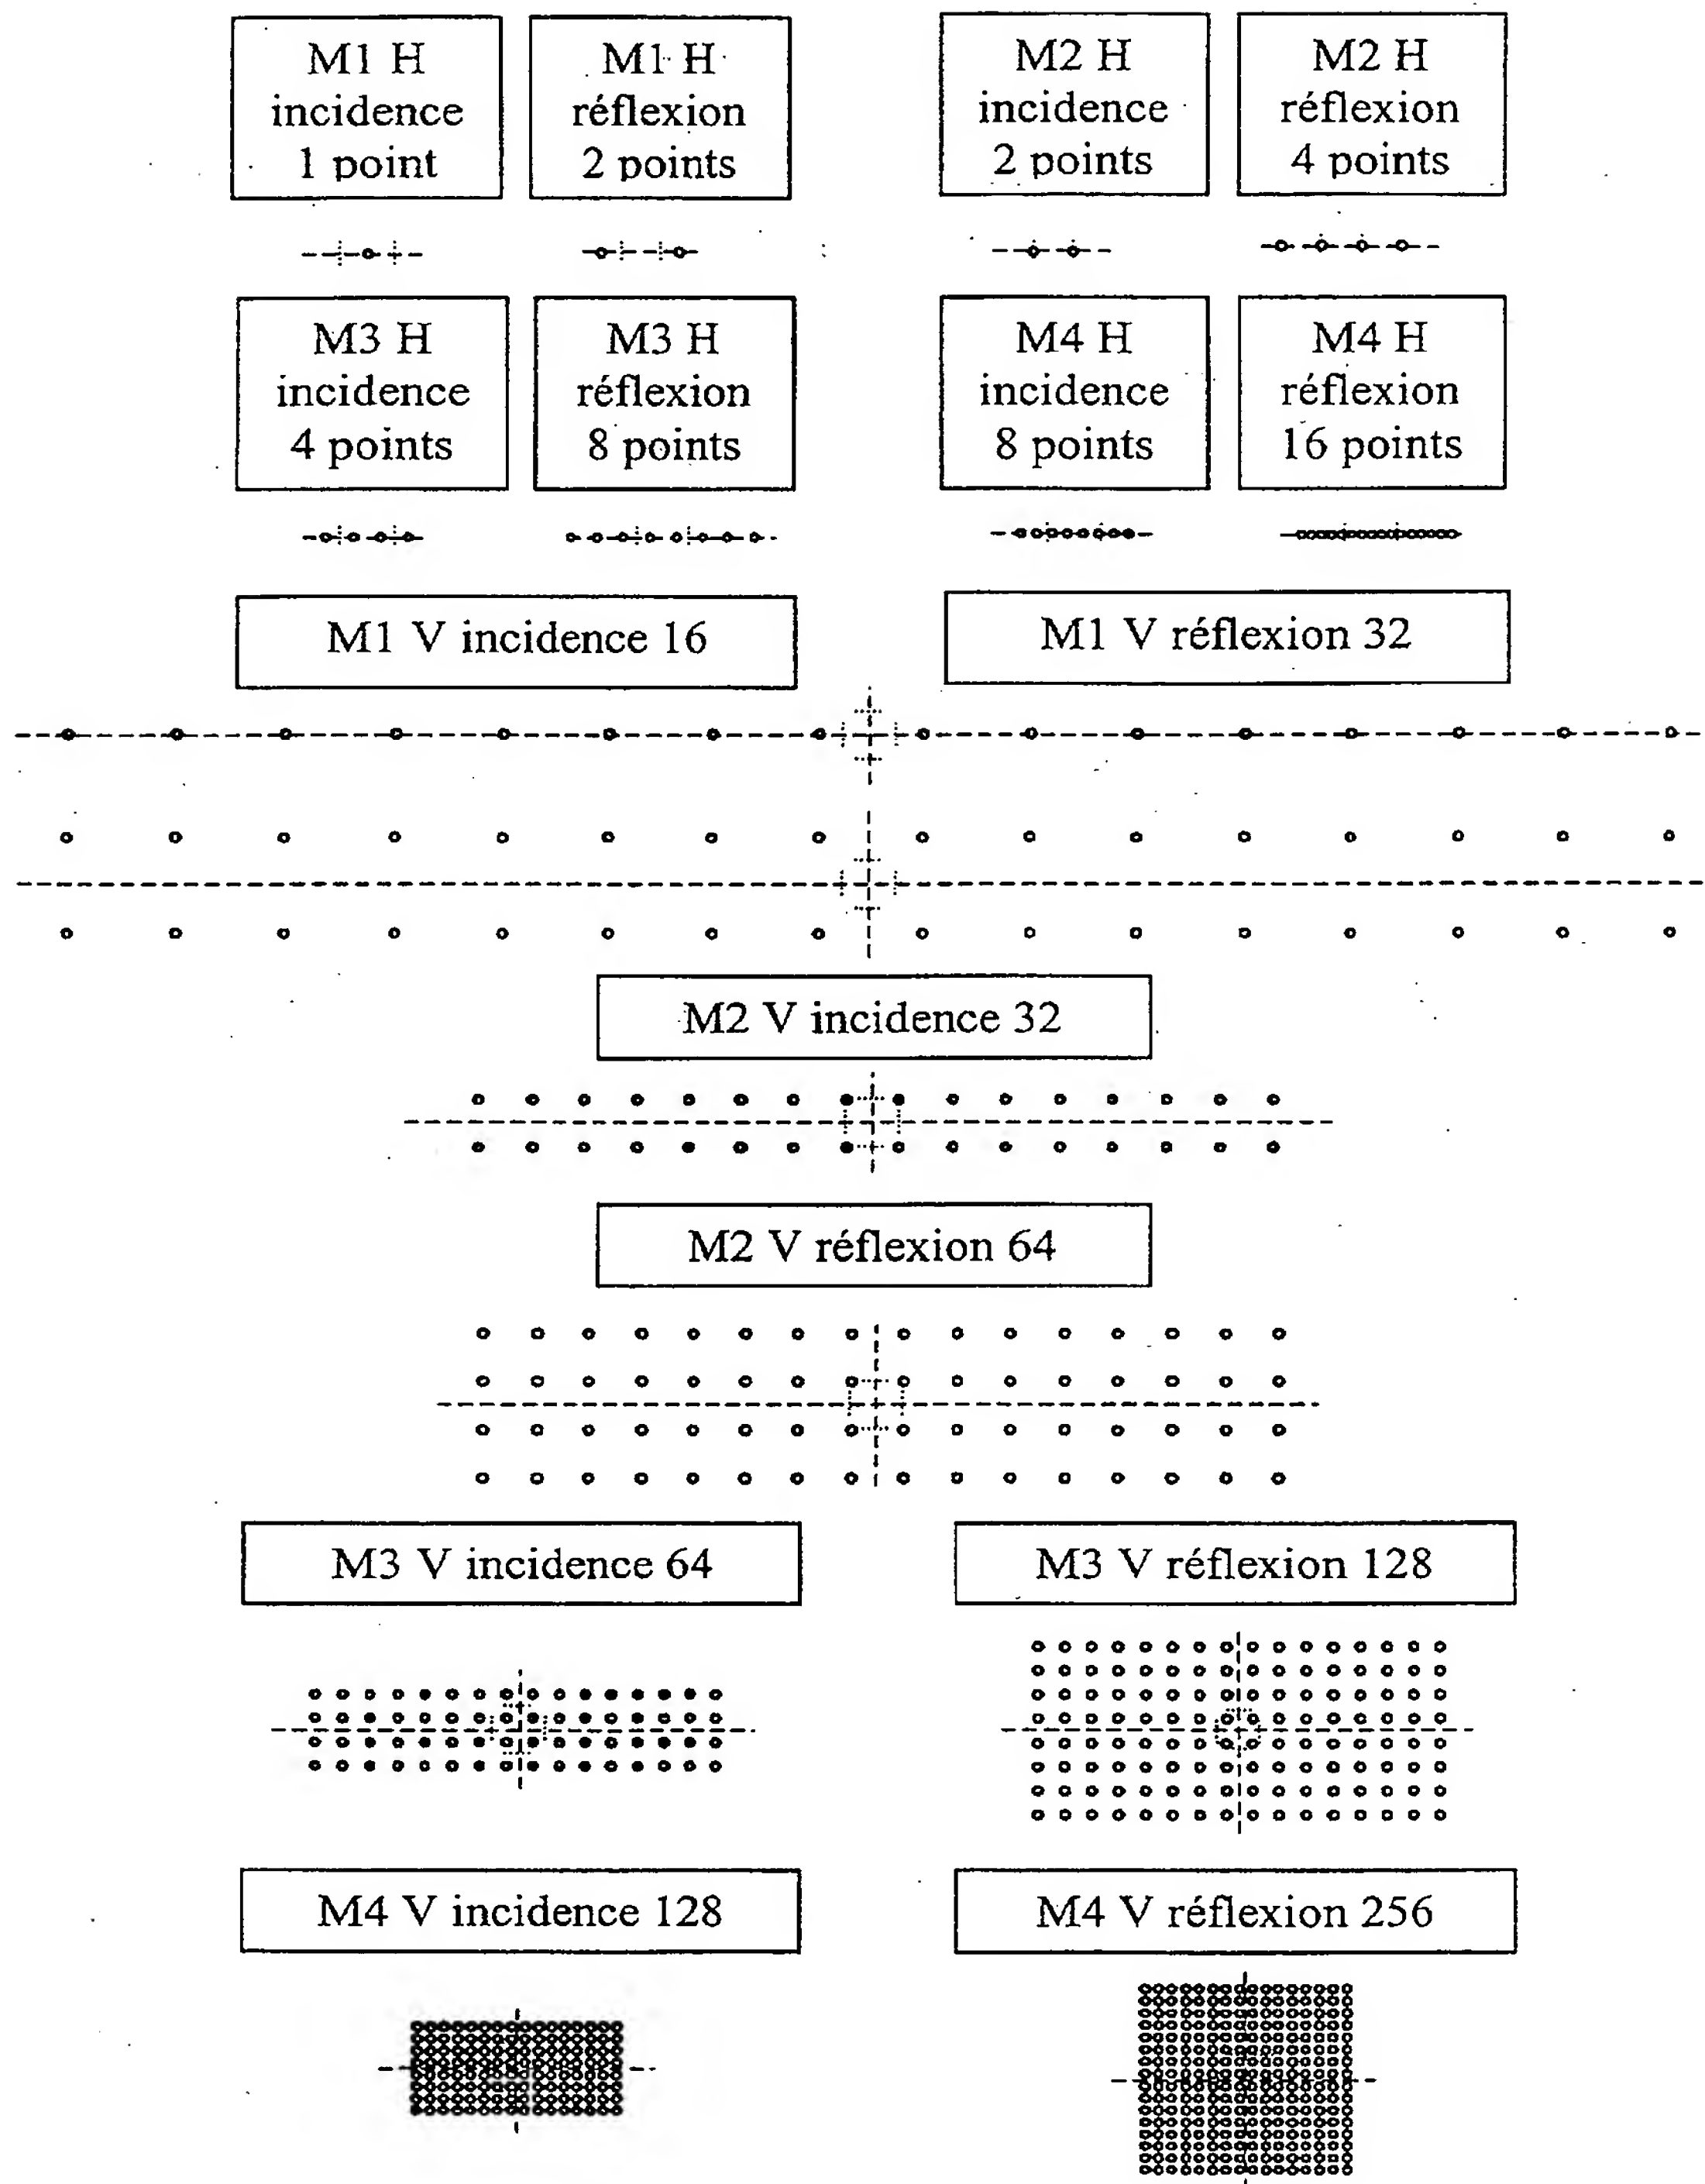 M1 H
incidence
1 point
M1 H
réflexion
2 points
M2 H
incidence
2 points
M2 H
réflexion
4 points
M3 H
incidence
4 points
M3 H
réflexion
8 points
M4 H
incidence
8 points
M4 H
réflexion
16 points
M1 V incidence 16
M1 V réflexion 32
M2 V incidence 32
M2 V réflexion 64
M3 V incidence 64
M3 V réflexion 128
M4 V incidence 128
M4 V réflexion 256